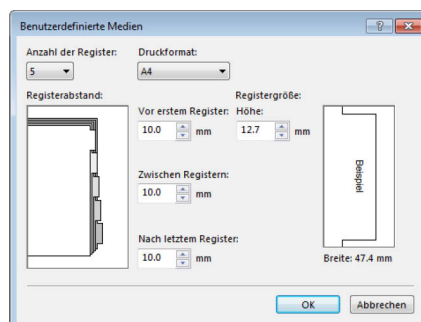 Benutzerdefinierte Medien
Anzahl der Register: Druckformat:
5 A4
Registerabstand: Registergröße:
Vor erstem Register: Höhe:
10.0 mm 12.7 mm
Zwischen Registern:
10.0 mm
Beispiel
Nach letztem Register:
10.0 mm
Breite: 47.4 mm
OK Abbrechen